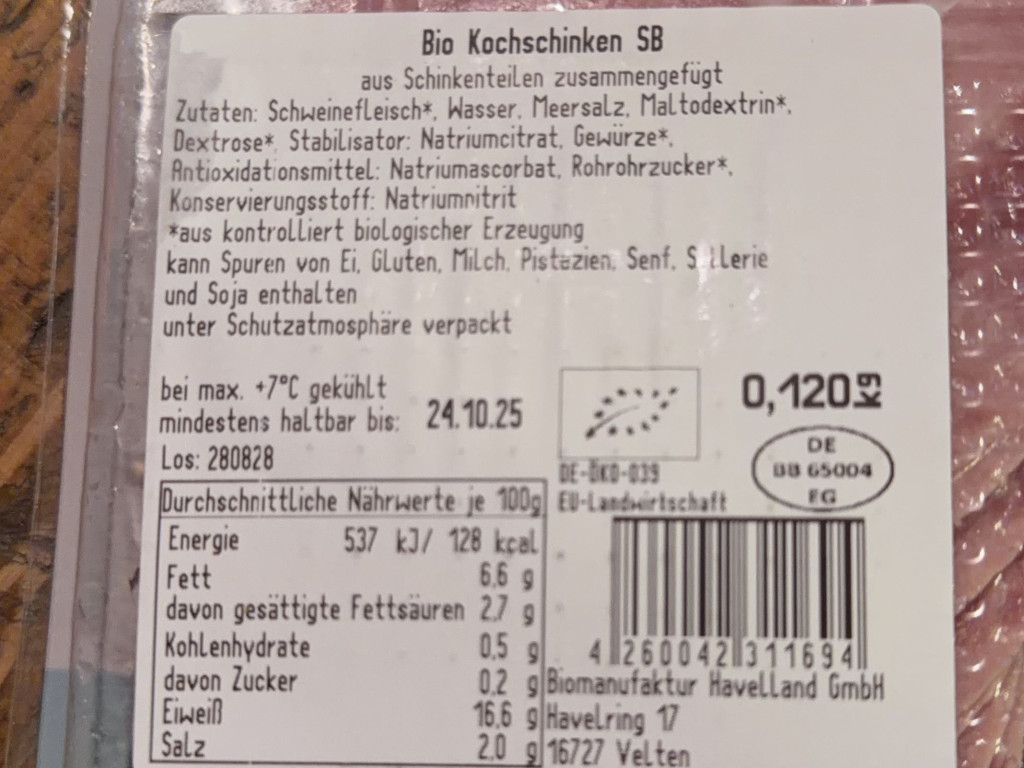 Bio Kochschinken SB
aus Schinkenteilen zusammengefügt
Zutaten: Schweinefleisch*, Wasser, Meersalz, Maltodextrin*,
Dextrose*, Stabilisator: Natriumcitrat, Gewürze*,
Antioxidationsmittel: Natriumascorbat, Rohrohrzucker*,
Konservierungsstoff: Natriumnitrit
*aus kontrolliert biologischer Erzeugung
kann Spuren von Ei, Gluten, Milch, Pistazien, Senf, Sellerie
und Soja enthalten
unter Schutzatmosphäre verpackt
bei max. +7°C gekühlt
mindestens haltbar bis: 24.10.25
Los: 280828
0,120kg
DE
BB 65004
EG
DE-ÖKO-039
EU-Landwirtschaft
Durchschnittliche Nährwerte je 100g
Energie 537 kJ/ 128 kcal
Fett 6,6 g
davon gesättigte Fettsäuren 2,7 g
Kohlenhydrate 0,5 g
davon Zucker 0,2 g
Eiweiß 16,6 g
Salz 2,0 g
4 260042 311694
Biomanufaktur Havelland GmbH
Havelring 17
16727 Velten